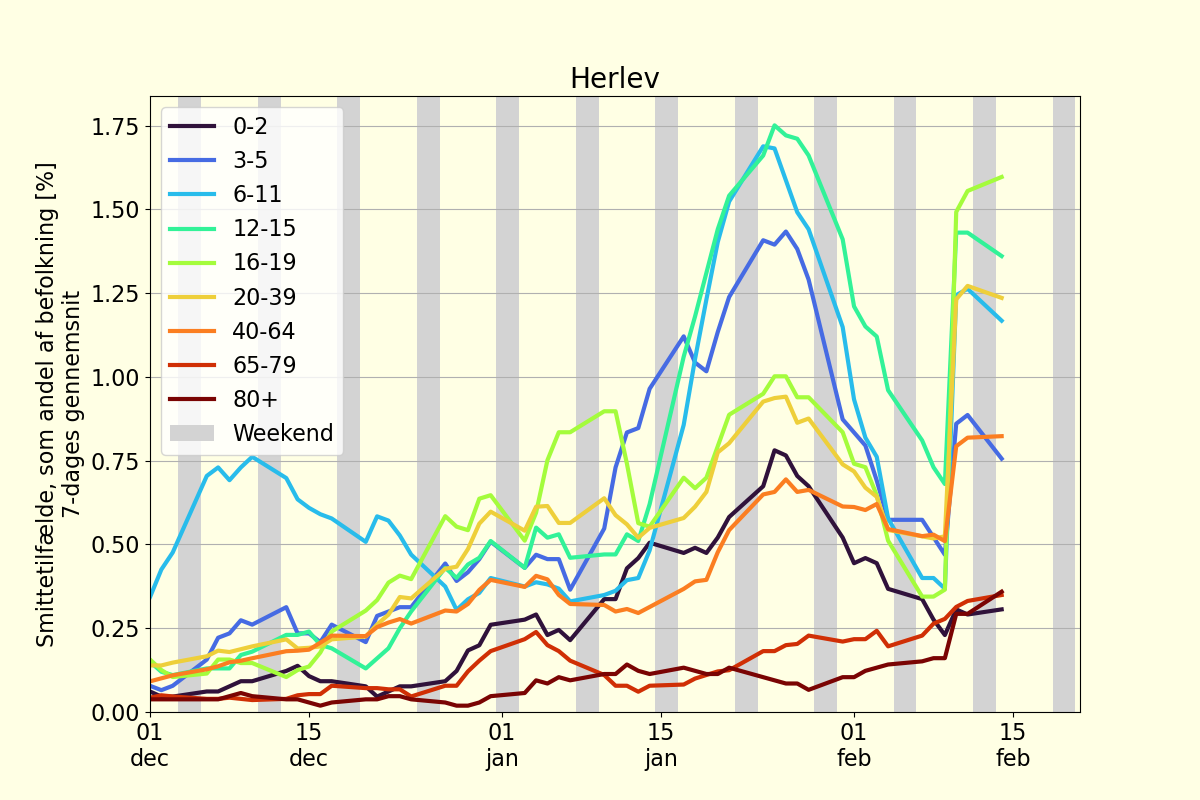 Herlev
Smittetilfælde, som andel af befolkning [%]
7-dages gennemsnit
1.75
1.50
1.25
1.00
0.75
0.50
0.25
0.00
0-2
3-5
6-11
12-15
16-19
20-39
40-64
65-79
80+
Weekend
01 15 01 15 01 15
dec dec jan jan feb feb